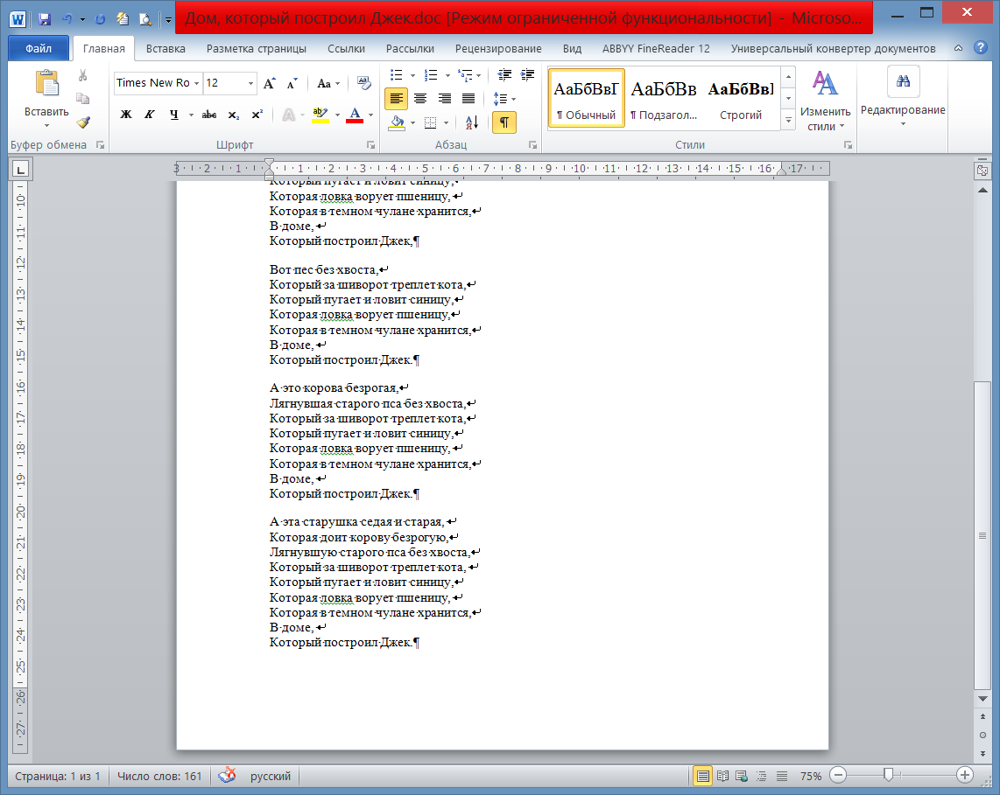 Дом, который построил Джек.doc [Режим ограниченной функциональности] - Microso...
Файл Главная Вставка Разметка страницы Ссылки Рассылки Рецензирование Вид ABBYY FineReader 12 Универсальный конвертер документов
Вставить
Буфер обмена
Times New Ro 12
Aa
Ж К Ч abc x₂ x²
Шрифт
Абзац
АаБбВвГ АаБбВв АаБбВвІ
¶ Обычный ¶ Подзагол... Строгий
Стили
Изменить
стили
Редактирование
3 2 1 1 2 3 4 5 6 7 8 9 10 11 12 13 14 15 16 17
10
11
12
13
14
15
16
17
18
19
20
21
22
23
24
25
26
27
Который пугает и ловит синицу,
Которая ловка ворует пшеницу,
Которая в темном чулане хранится,
В доме,
Который построил Джек,¶
Вот пес без хвоста,
Который за шиворот треплет кота,
Который пугает и ловит синицу,
Которая ловка ворует пшеницу,
Которая в темном чулане хранится,
В доме,
Который построил Джек.¶
А это корова безрогая,
Лягнувшая старого пса без хвоста,
Который за шиворот треплет кота,
Который пугает и ловит синицу,
Которая ловка ворует пшеницу,
Которая в темном чулане хранится,
В доме,
Который построил Джек.¶
А эта старушка седая и старая,
Которая доит корову безрогую,
Лягнувшую старого пса без хвоста,
Который за шиворот треплет кота,
Который пугает и ловит синицу,
Которая ловка ворует пшеницу,
Которая в темном чулане хранится,
В доме,
Который построил Джек.¶
Страница: 1 из 1 Число слов: 161 русский 75%